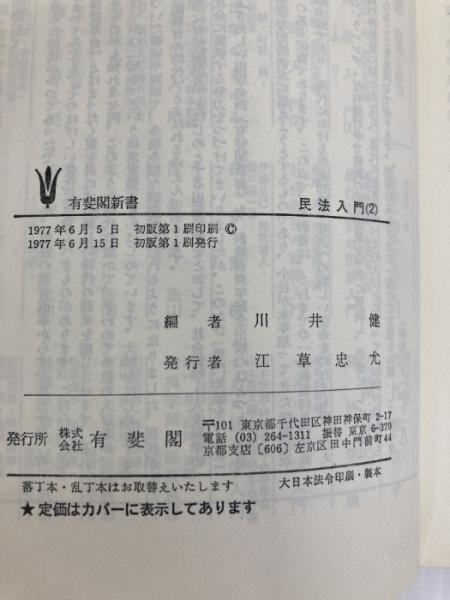 有斐閣新書
民法入門(2)
1977年6月5日 初版第1刷印刷 ©
1977年6月15日 初版第1刷発行
編者 川井健
発行者 江草忠允
〒101 東京都千代田区神田神保町2-17
発行所 株式会社 有斐閣 電話(03)264-1311 振替東京6-370
京都支店〔606〕左京区田中門前町44
落丁本・乱丁本はお取替えいたします 大日本法令印刷・製本
★定価はカバーに表示してあります